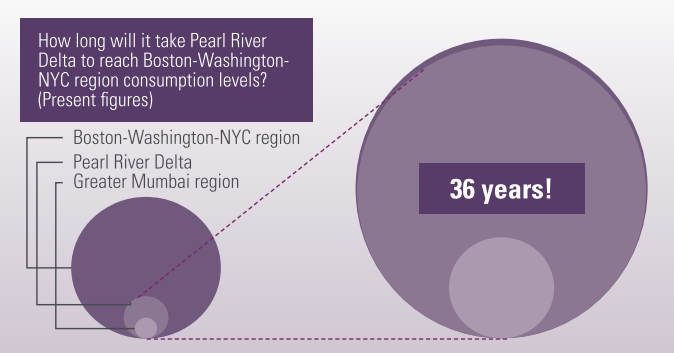 How long will it take Pearl River
Delta to reach Boston-Washington-
NYC region consumption levels?
(Present figures)
Boston-Washington-NYC region
Pearl River Delta
Greater Mumbai region
36 years!